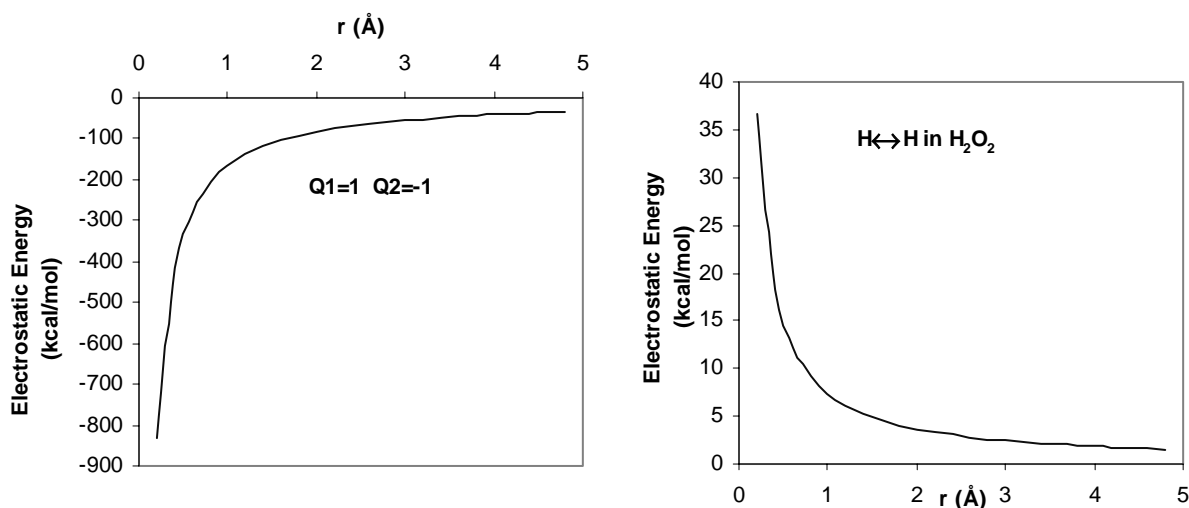 r (Å)
0 1 2 3 4 5
0
-100
-200
-300
-400
-500
-600
-700
-800
-900
Electrostatic Energy
(kcal/mol)
Q1=1 Q2=-1
40
35
30
25
20
15
10
5
0
Electrostatic Energy
(kcal/mol)
H↔H in H₂O₂
0 1 2 3 4 5
r (Å)